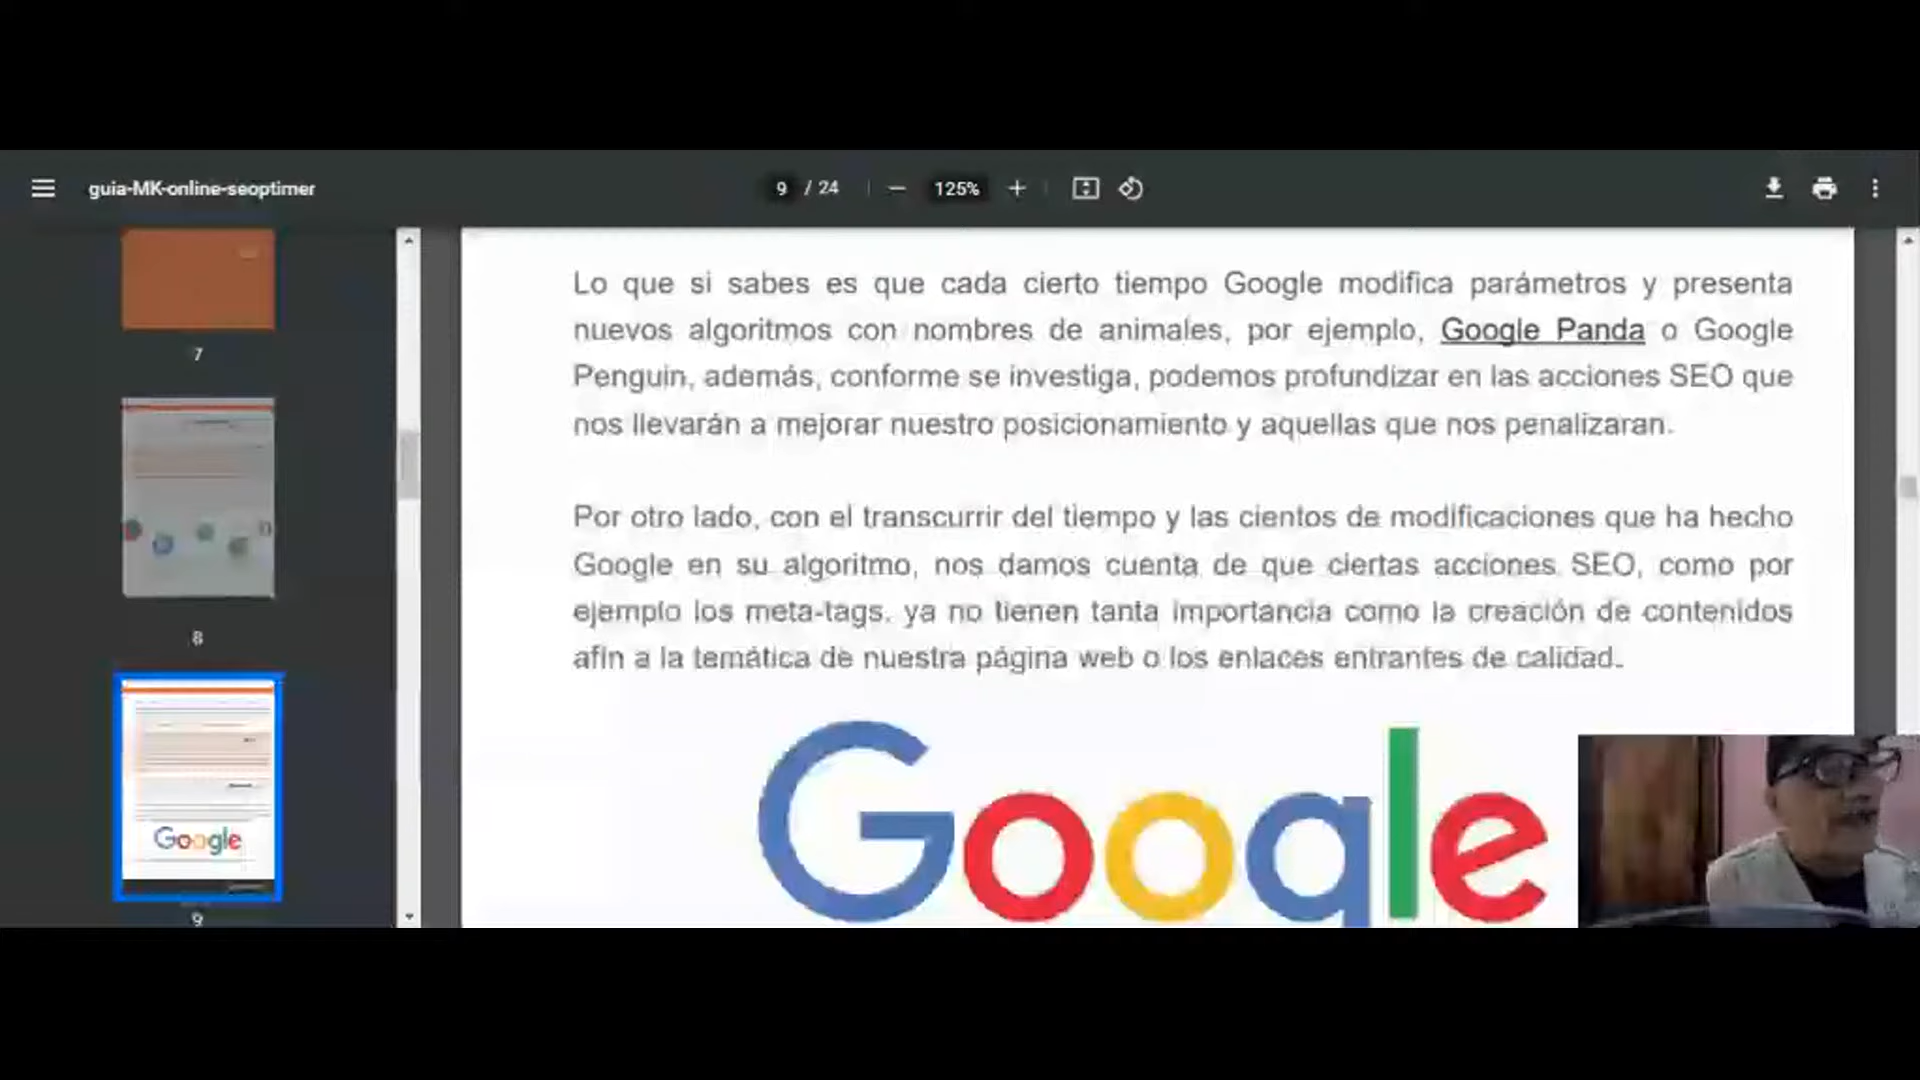 guia-MK-online-seoptimer
9 / 24
125%
7
8
Google
9
Lo que si sabes es que cada cierto tiempo Google modifica parámetros y presenta
nuevos algoritmos con nombres de animales, por ejemplo, Google Panda o Google
Penguin, además, conforme se investiga, podemos profundizar en las acciones SEO que
nos llevarán a mejorar nuestro posicionamiento y aquellas que nos penalizaran.
Por otro lado, con el transcurrir del tiempo y las cientos de modificaciones que ha hecho
Google en su algoritmo, nos damos cuenta de que ciertas acciones SEO, como por
ejemplo los meta-tags, ya no tienen tanta importancia como la creación de contenidos
afin a la temática de nuestra página web o los enlaces entrantes de calidad.
Google